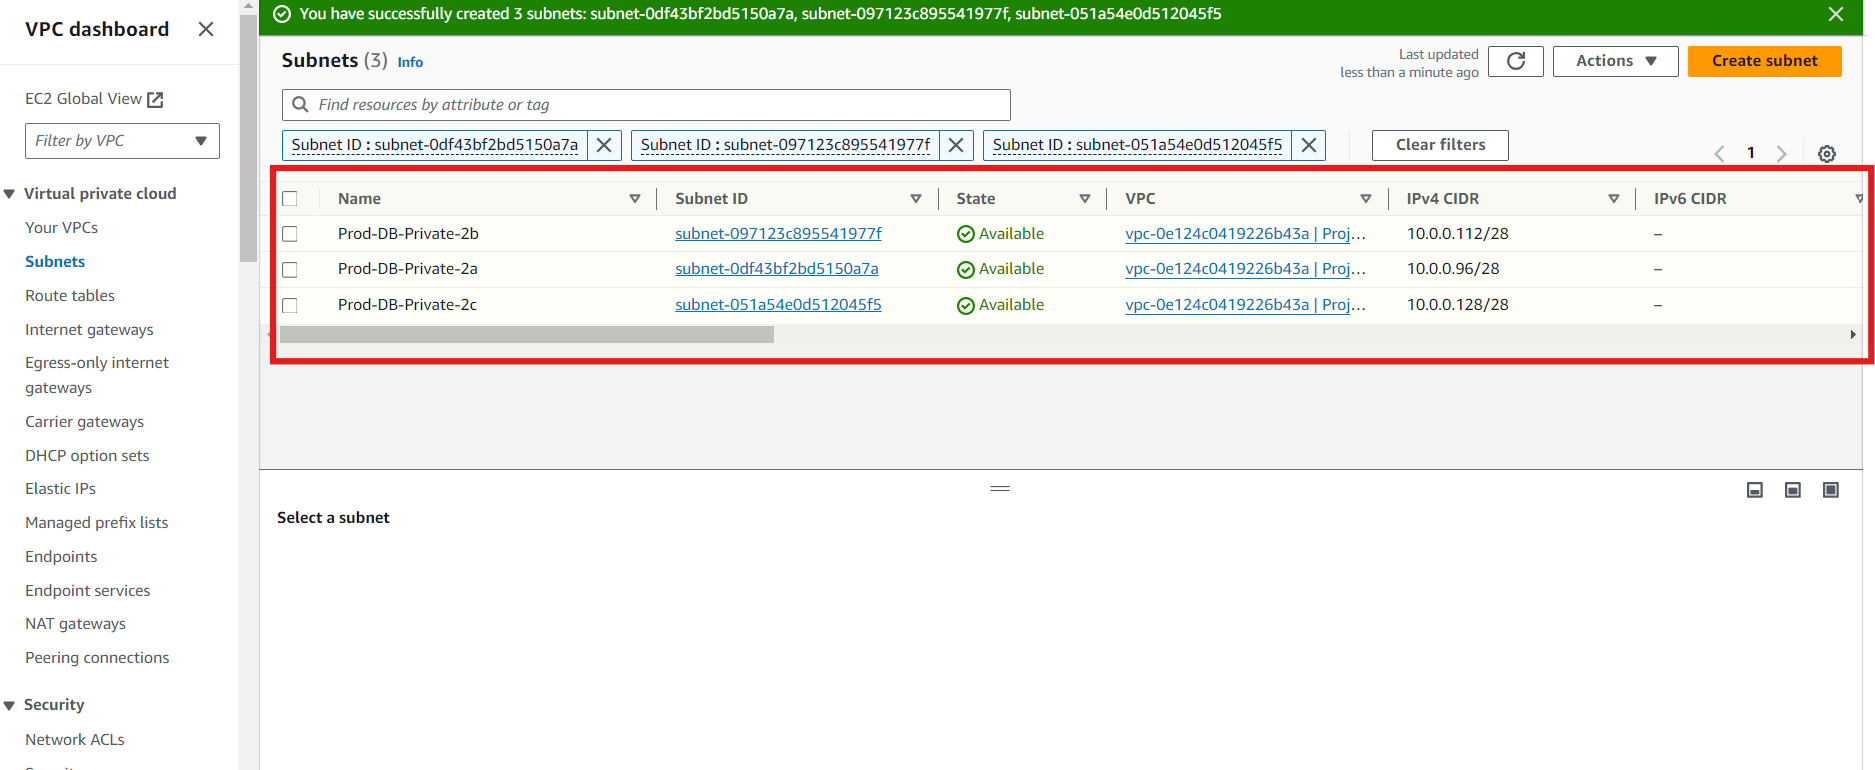 VPC dashboard
EC2 Global View
Filter by VPC
Virtual private cloud
Your VPCs
Subnets
Route tables
Internet gateways
Egress-only internet
gateways
Carrier gateways
DHCP option sets
Elastic IPs
Managed prefix lists
Endpoints
Endpoint services
NAT gateways
Peering connections
Security
Network ACLs
You have successfully created 3 subnets: subnet-0df43bf2bd5150a7a, subnet-097123c895541977f, subnet-051a54e0d512045f5
Subnets (3) Info
Last updated
less than a minute ago
Actions
Create subnet
Find resources by attribute or tag
Subnet ID : subnet-0df43bf2bd5150a7a Subnet ID : subnet-097123c895541977f Subnet ID : subnet-051a54e0d512045f5 Clear filters
1
Name Subnet ID State VPC IPv4 CIDR IPv6 CIDR
Prod-DB-Private-2b subnet-097123c895541977f Available vpc-0e124c0419226b43a | Proj... 10.0.0.112/28 –
Prod-DB-Private-2a subnet-0df43bf2bd5150a7a Available vpc-0e124c0419226b43a | Proj... 10.0.0.96/28 –
Prod-DB-Private-2c subnet-051a54e0d512045f5 Available vpc-0e124c0419226b43a | Proj... 10.0.0.128/28 –
Select a subnet